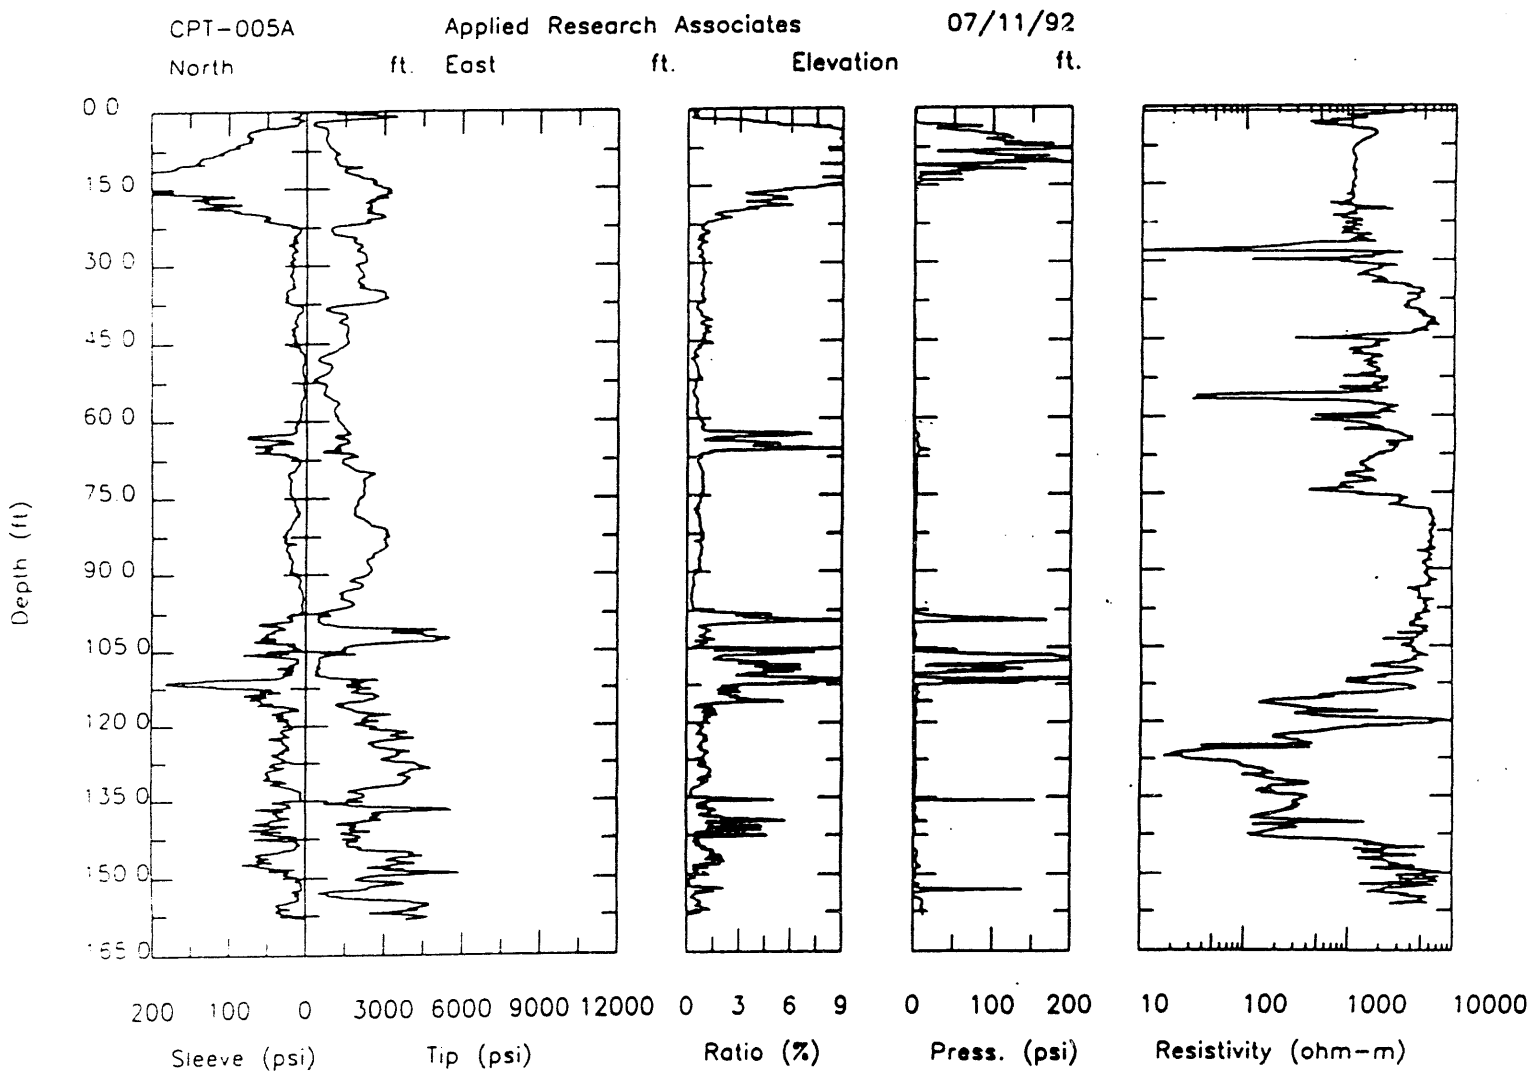 CPT-005A Applied Research Associates 07/11/92
North ft. East ft. Elevation ft.
0 0
15 0
30 0
45 0
60 0
75 0
90 0
105 0
120 0
135 0
150 0
165 0
Depth (ft)
200 100 0 3000 6000 9000 12000 0 3 6 9 0 100 200 10 100 1000 10000
Sleeve (psi) Tip (psi) Ratio (%) Press. (psi) Resistivity (ohm-m)